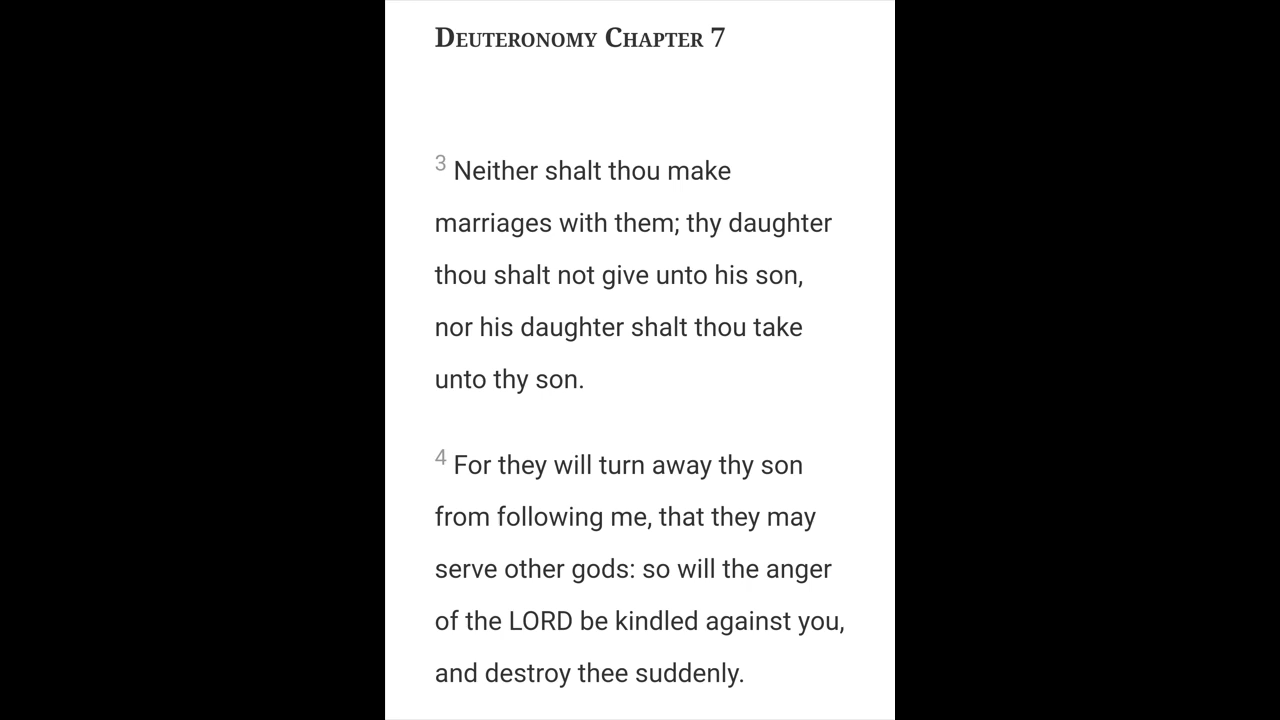 Deuteronomy Chapter 7
3 Neither shalt thou make
marriages with them; thy daughter
thou shalt not give unto his son,
nor his daughter shalt thou take
unto thy son.
4 For they will turn away thy son
from following me, that they may
serve other gods: so will the anger
of the LORD be kindled against you,
and destroy thee suddenly.